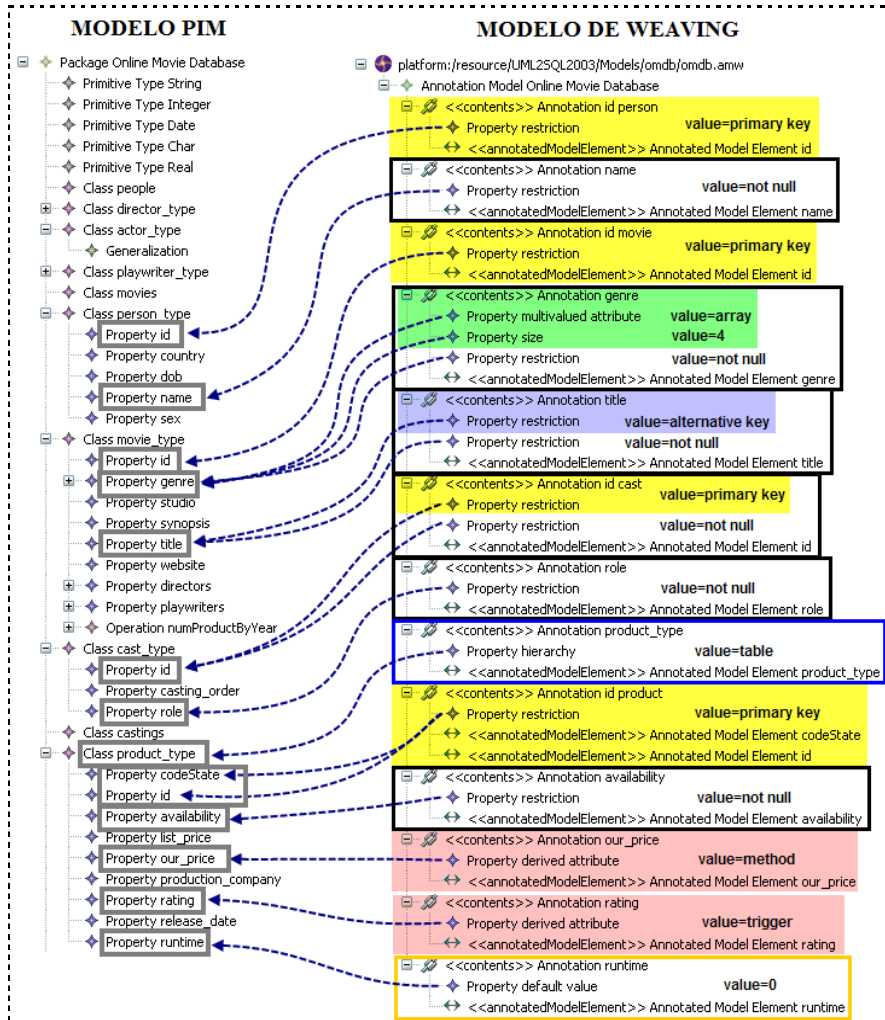 MODELO PIM
Package Online Movie Database
Primitive Type String
Primitive Type Integer
Primitive Type Date
Primitive Type Char
Primitive Type Real
Class people
Class director_type
Class actor_type
Generalization
Class playwriter_type
Class movies
Class person_type
Property id
Property country
Property dob
Property name
Property sex
Class movie_type
Property id
Property genre
Property studio
Property synopsis
Property title
Property website
Property directors
Property playwriters
Operation numProductByYear
Class cast_type
Property id
Property casting_order
Property role
Class castings
Class product_type
Property codeState
Property id
Property availability
Property list_price
Property our_price
Property production_company
Property rating
Property release_date
Property runtime
MODELO DE WEAVING
platform:/resource/UML2SQL2003/Models/omdb/omdb.amw
Annotation Model Online Movie Database
<<contents>> Annotation id person
Property restriction value=primary key
<<annotatedModelElement>> Annotated Model Element id
<<contents>> Annotation name
Property restriction value=not null
<<annotatedModelElement>> Annotated Model Element name
<<contents>> Annotation id movie
Property restriction value=primary key
<<annotatedModelElement>> Annotated Model Element id
<<contents>> Annotation genre
Property multivalued attribute value=array
Property size value=4
Property restriction value=not null
<<annotatedModelElement>> Annotated Model Element genre
<<contents>> Annotation title
Property restriction value=alternative key
Property restriction value=not null
<<annotatedModelElement>> Annotated Model Element title
<<contents>> Annotation id cast
Property restriction value=primary key
Property restriction value=not null
<<annotatedModelElement>> Annotated Model Element id
<<contents>> Annotation role
Property restriction value=not null
<<annotatedModelElement>> Annotated Model Element role
<<contents>> Annotation product_type
Property hierarchy value=table
<<annotatedModelElement>> Annotated Model Element product_type
<<contents>> Annotation id product
Property restriction value=primary key
<<annotatedModelElement>> Annotated Model Element codeState
<<annotatedModelElement>> Annotated Model Element id
<<contents>> Annotation availability
Property restriction value=not null
<<annotatedModelElement>> Annotated Model Element availability
<<contents>> Annotation our_price
Property derived attribute value=method
<<annotatedModelElement>> Annotated Model Element our_price
<<contents>> Annotation rating
Property derived attribute value=trigger
<<annotatedModelElement>> Annotated Model Element rating
<<contents>> Annotation runtime
Property default value value=0
<<annotatedModelElement>> Annotated Model Element runtime